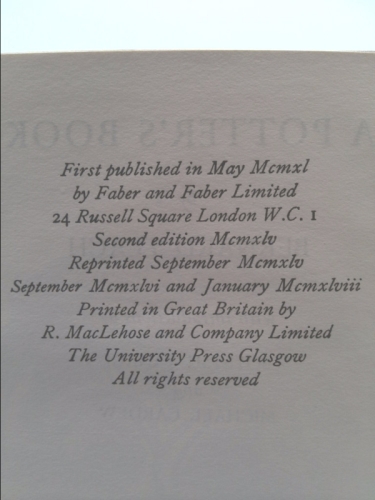 First published in May Mcmxl
by Faber and Faber Limited
24 Russell Square London W.C. 1
Second edition Mcmxlv
Reprinted September Mcmxlv
September Mcmxlvi and January Mcmxlviii
Printed in Great Britain by
R. MacLehose and Company Limited
The University Press Glasgow
All rights reserved